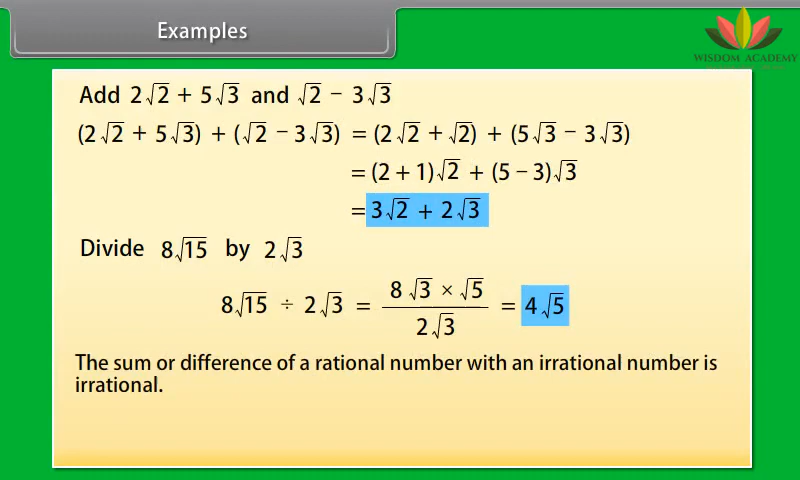 Examples
WISDOM ACADEMY
Add 2√2 + 5√3 and √2 − 3√3
(2√2 + 5√3) + (√2 − 3√3) = (2√2 + √2) + (5√3 − 3√3)
= (2 + 1)√2 + (5 − 3)√3
= 3√2 + 2√3
Divide 8√15 by 2√3
8√15 ÷ 2√3 = (8√3 × √5)/(2√3) = 4√5
The sum or difference of a rational number with an irrational number is
irrational.